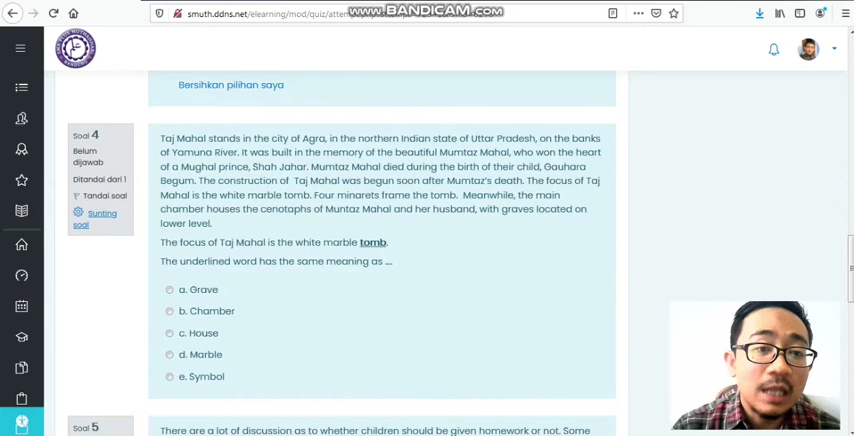 WWW.BANDICAM.COM
smuth.ddns.net/elearning/mod/quiz/
Bersihkan pilihan saya
Soal 4
Belum
dijawab
Ditandai dari 1
Tandai soal
Sunting
soal
Taj Mahal stands in the city of Agra, in the northern Indian state of Uttar Pradesh, on the banks
of Yamuna River. It was built in the memory of the beautiful Mumtaz Mahal, who won the heart
of a Mughal prince, Shah Jahar. Mumtaz Mahal died during the birth of their child, Gauhara
Begum. The construction of Taj Mahal was begun soon after Mumtaz's death. The focus of Taj
Mahal is the white marble tomb. Four minarets frame the tomb. Meanwhile, the main
chamber houses the cenotaphs of Muntaz Mahal and her husband, with graves located on
lower level.
The focus of Taj Mahal is the white marble tomb.
The underlined word has the same meaning as ....
a. Grave
b. Chamber
c. House
d. Marble
e. Symbol
Soal 5
There are a lot of discussion as to whether children should be given homework or not. Some